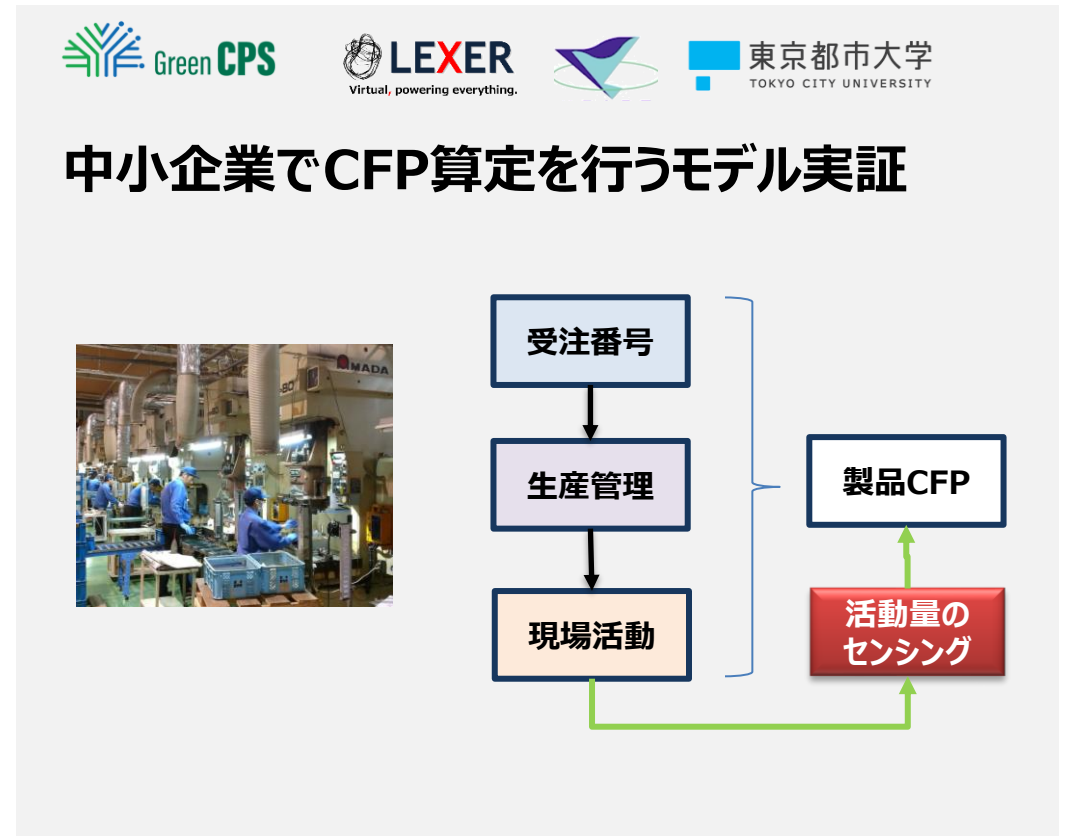 Green CPS
LEXER
Virtual, powering everything.
東京都市大学
TOKYO CITY UNIVERSITY
中小企業でCFP算定を行うモデル実証
AMADA
受注番号
生産管理
現場活動
製品CFP
活動量の
センシング